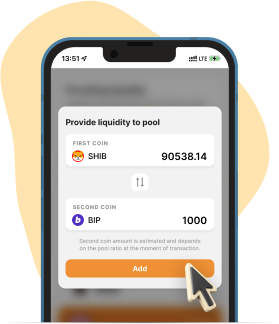 13:51
LTE
Provide liquidity to pool
FIRST COIN
SHIB 90538.14
SECOND COIN
b BIP 1000
Second coin amount is estimated and depends
on the pool ratio at the moment of transaction.
Add